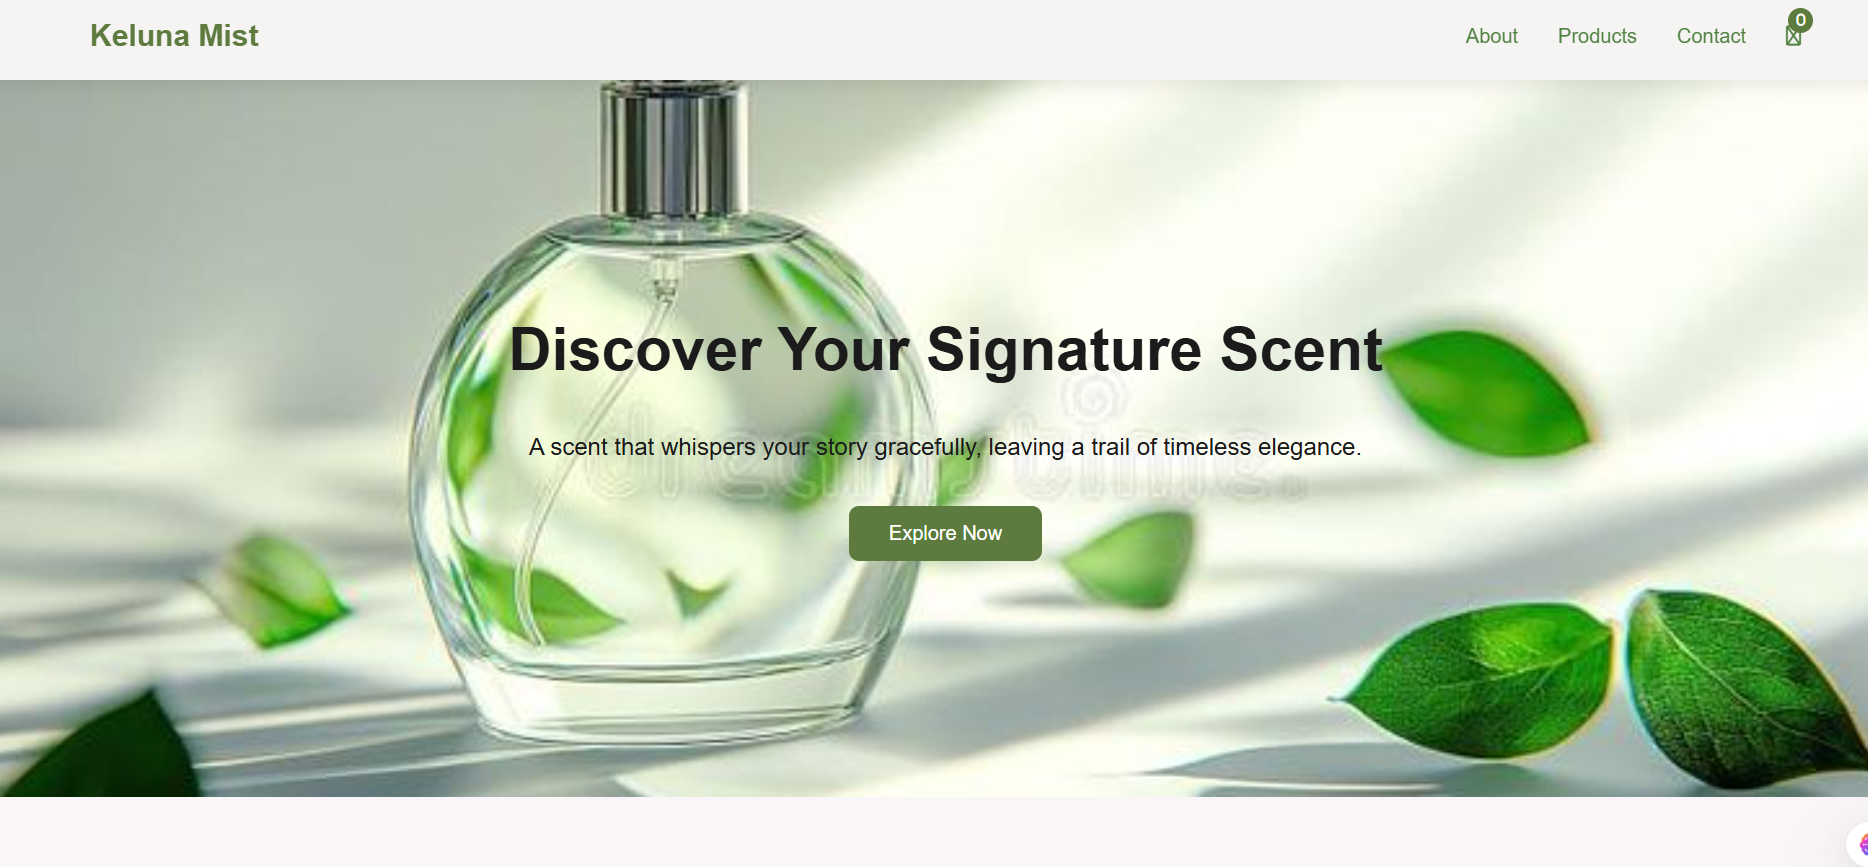 Keluna Mist
About Products Contact 0
Discover Your Signature Scent
A scent that whispers your story gracefully, leaving a trail of timeless elegance.
dreamstime.
Explore Now